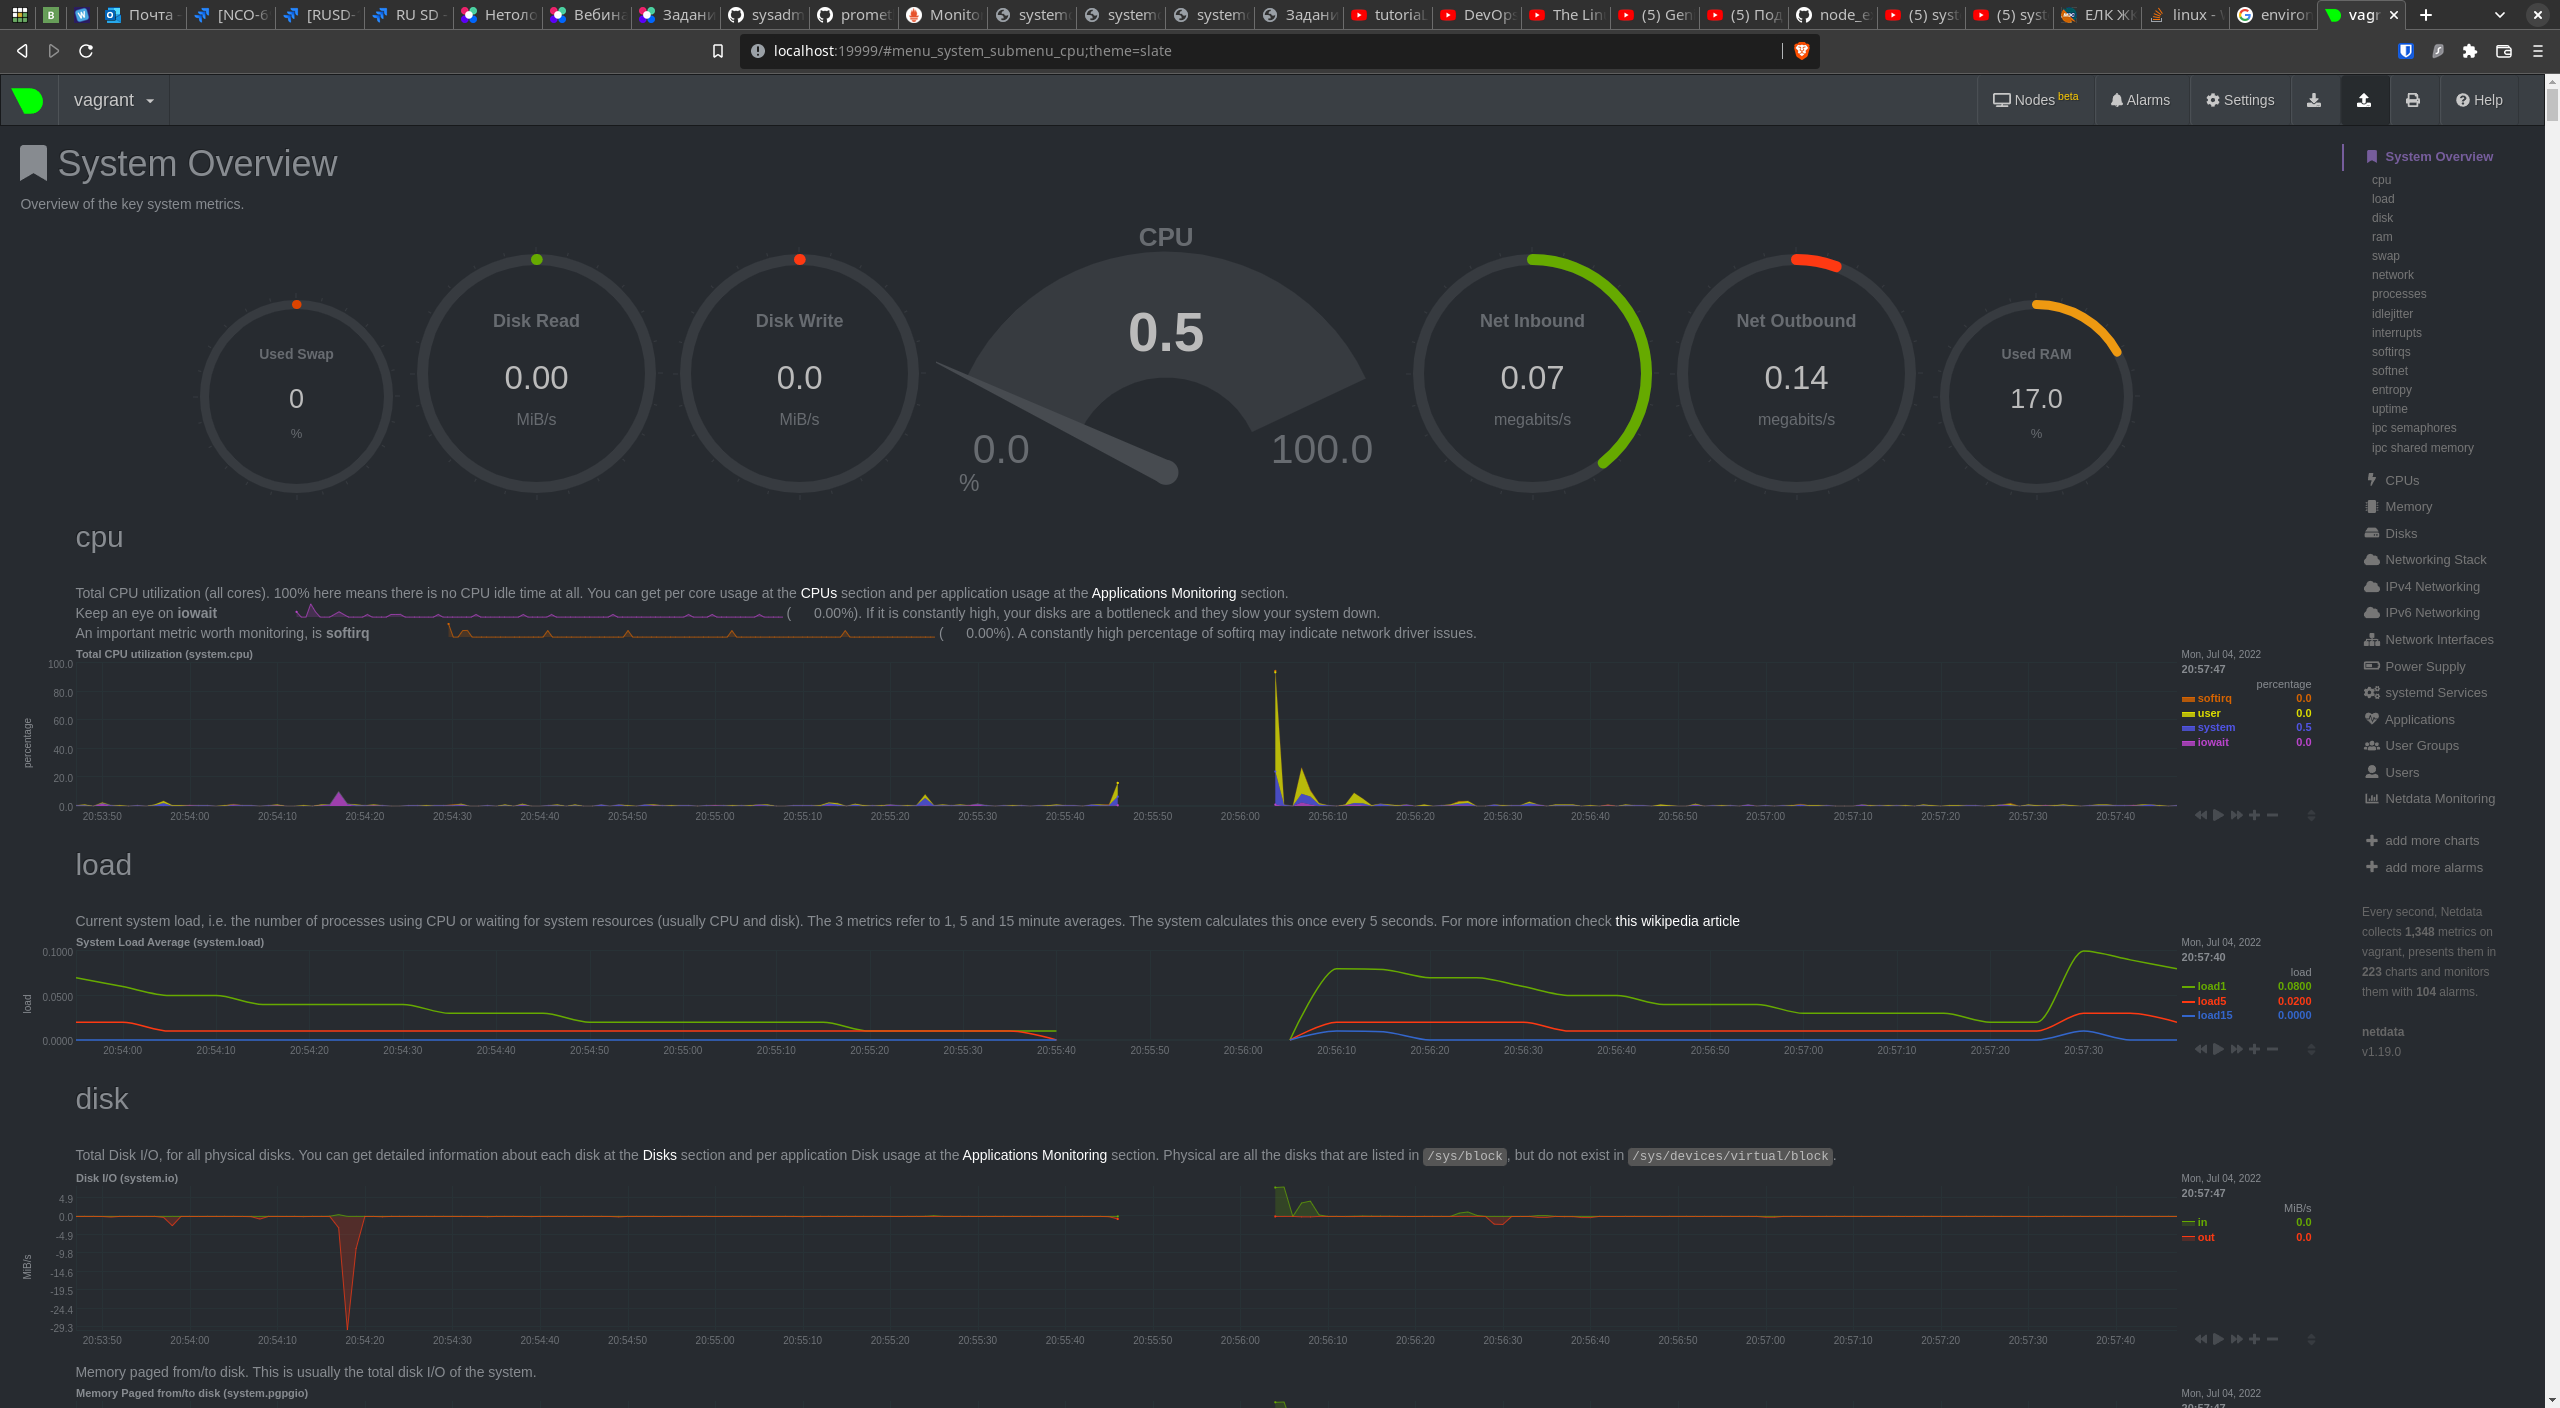 Почта
[NCO-6
[RUSD-
RU SD -
Нетоло
Вебина
Задани
sysadm
promet
Monito
system
system
system
Задани
tutorial
DevOps
The Lin
(5) Gen
(5) Под
node_e
(5) syst
(5) syst
ЕЛК ЖК
linux -
environ
vagr
localhost:19999/#menu_system_submenu_cpu;theme=slate
vagrant
Nodes beta
Alarms
Settings
Help
System Overview
Overview of the key system metrics.
Used Swap
0
%
Disk Read
0.00
MiB/s
Disk Write
0.0
MiB/s
CPU
0.5
0.0
100.0
%
Net Inbound
0.07
megabits/s
Net Outbound
0.14
megabits/s
Used RAM
17.0
%
cpu
Total CPU utilization (all cores). 100% here means there is no CPU idle time at all. You can get per core usage at the CPUs section and per application usage at the Applications Monitoring section.
Keep an eye on iowait ( 0.00%). If it is constantly high, your disks are a bottleneck and they slow your system down.
An important metric worth monitoring, is softirq ( 0.00%). A constantly high percentage of softirq may indicate network driver issues.
Total CPU utilization (system.cpu)
percentage
100.0
80.0
60.0
40.0
20.0
0.0
20:53:50 20:54:00 20:54:10 20:54:20 20:54:30 20:54:40 20:54:50 20:55:00 20:55:10 20:55:20 20:55:30 20:55:40 20:55:50 20:56:00 20:56:10 20:56:20 20:56:30 20:56:40 20:56:50 20:57:00 20:57:10 20:57:20 20:57:30 20:57:40
Mon, Jul 04, 2022
20:57:47
percentage
softirq 0.0
user 0.0
system 0.5
iowait 0.0
load
Current system load, i.e. the number of processes using CPU or waiting for system resources (usually CPU and disk). The 3 metrics refer to 1, 5 and 15 minute averages. The system calculates this once every 5 seconds. For more information check this wikipedia article
System Load Average (system.load)
load
0.1000
0.0500
0.0000
20:54:00 20:54:10 20:54:20 20:54:30 20:54:40 20:54:50 20:55:00 20:55:10 20:55:20 20:55:30 20:55:40 20:55:50 20:56:00 20:56:10 20:56:20 20:56:30 20:56:40 20:56:50 20:57:00 20:57:10 20:57:20 20:57:30
Mon, Jul 04, 2022
20:57:40
load
load1 0.0800
load5 0.0200
load15 0.0000
disk
Total Disk I/O, for all physical disks. You can get detailed information about each disk at the Disks section and per application Disk usage at the Applications Monitoring section. Physical are all the disks that are listed in /sys/block, but do not exist in /sys/devices/virtual/block.
Disk I/O (system.io)
MiB/s
4.9
0.0
-4.9
-9.8
-14.6
-19.5
-24.4
-29.3
20:53:50 20:54:00 20:54:10 20:54:20 20:54:30 20:54:40 20:54:50 20:55:00 20:55:10 20:55:20 20:55:30 20:55:40 20:55:50 20:56:00 20:56:10 20:56:20 20:56:30 20:56:40 20:56:50 20:57:00 20:57:10 20:57:20 20:57:30 20:57:40
Mon, Jul 04, 2022
20:57:47
MiB/s
in 0.0
out 0.0
Memory paged from/to disk. This is usually the total disk I/O of the system.
Memory Paged from/to disk (system.pgpgio)
Mon, Jul 04, 2022
20:57:47
System Overview
cpu
load
disk
ram
swap
network
processes
idlejitter
interrupts
softirqs
softnet
entropy
uptime
ipc semaphores
ipc shared memory
CPUs
Memory
Disks
Networking Stack
IPv4 Networking
IPv6 Networking
Network Interfaces
Power Supply
systemd Services
Applications
User Groups
Users
Netdata Monitoring
add more charts
add more alarms
Every second, Netdata
collects 1,348 metrics on
vagrant, presents them in
223 charts and monitors
them with 104 alarms.
netdata
v1.19.0